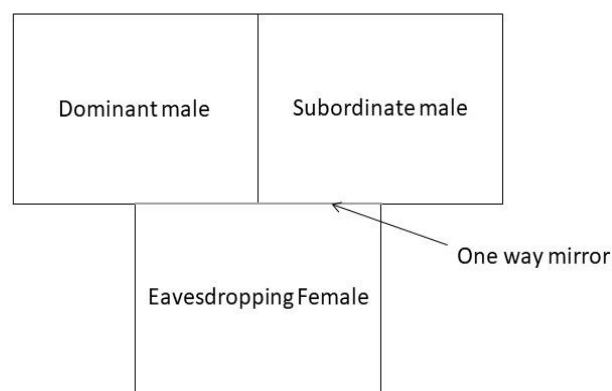 Dominant male
Subordinate male
One way mirror
Eavesdropping Female